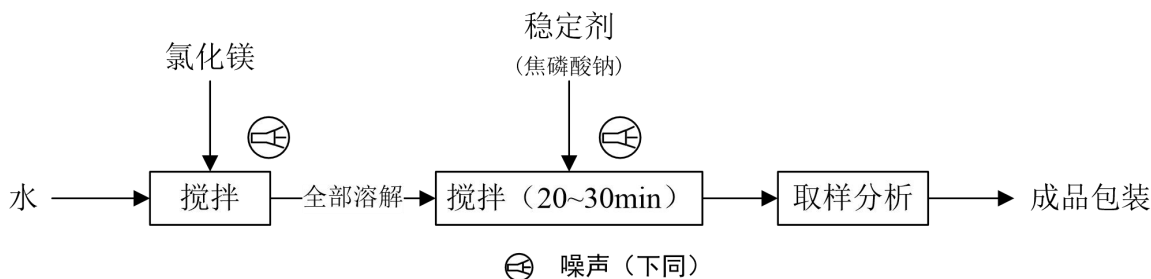 稳定剂
(焦磷酸钠)
氯化镁
水
搅拌
全部溶解
搅拌（20~30min）
取样分析
成品包装
噪声（下同）